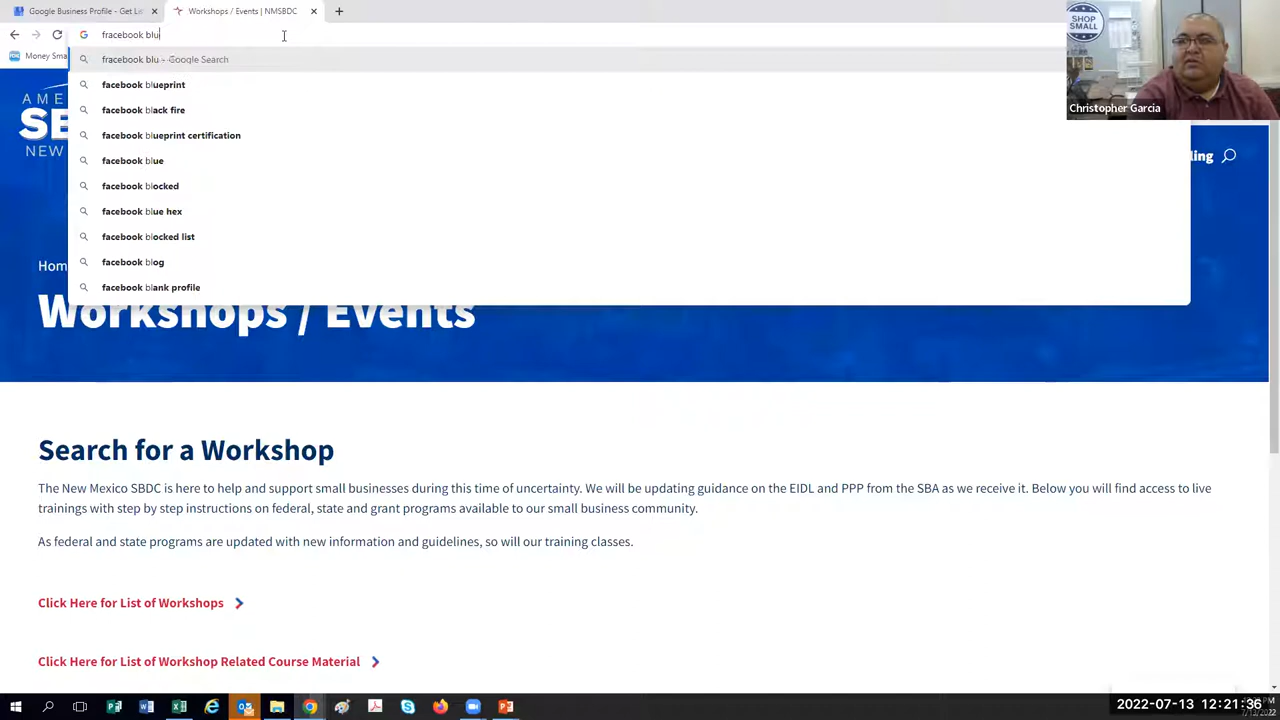 Google Business Profile - Get Lis
Workshops / Events | NMSBDC
fracebook blu
Money Sma
fracebook blu - Google Search
facebook blueprint
facebook black fire
facebook blueprint certification
facebook blue
facebook blocked
facebook blue hex
facebook blocked list
facebook blog
facebook blank profile
AME
SB
NEW
SHOP
SMALL
Christopher Garcia
ling
Hom
Workshops / Events
Search for a Workshop
The New Mexico SBDC is here to help and support small businesses during this time of uncertainty. We will be updating guidance on the EIDL and PPP from the SBA as we receive it. Below you will find access to live
trainings with step by step instructions on federal, state and grant programs available to our small business community.
As federal and state programs are updated with new information and guidelines, so will our training classes.
Click Here for List of Workshops
Click Here for List of Workshop Related Course Material
2022-07-13 12:21:36